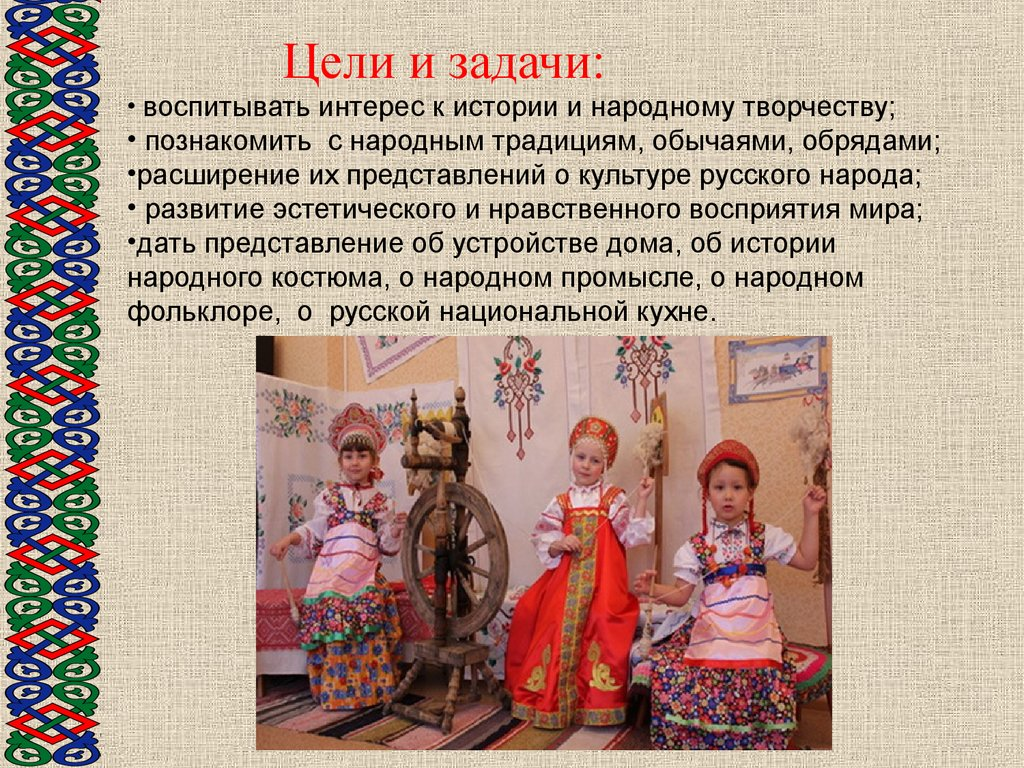 Цели и задачи:
• воспитывать интерес к истории и народному творчеству;
• познакомить  с народным традициям, обычаями, обрядами;
•расширение их представлений о культуре русского народа;
• развитие эстетического и нравственного восприятия мира;
•дать представление об устройстве дома, об истории
народного костюма, о народном промысле, о народном
фольклоре,  о  русской национальной кухне.